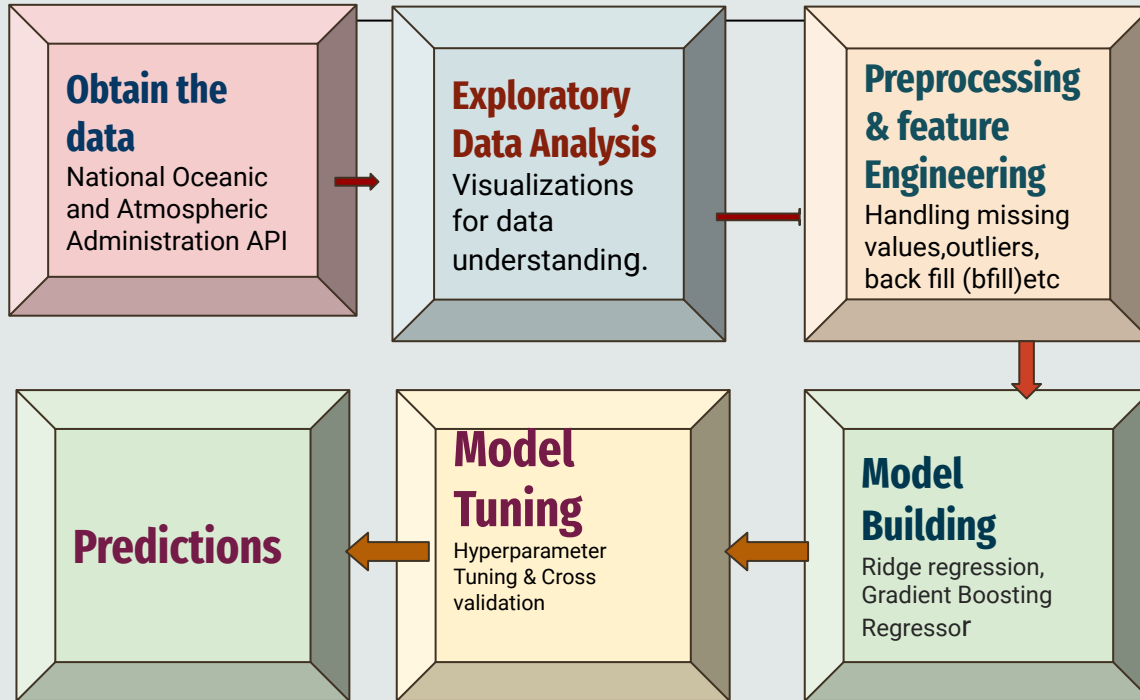 Obtain the
data
National Oceanic
and Atmospheric
Administration API
Exploratory
Data Analysis
Visualizations
for data
understanding.
Preprocessing
& feature
Engineering
Handling missing
values,outliers,
back fill (bfill)etc
Model
Building
Ridge regression,
Gradient Boosting
Regressor
Model
Tuning
Hyperparameter
Tuning & Cross
validation
Predictions